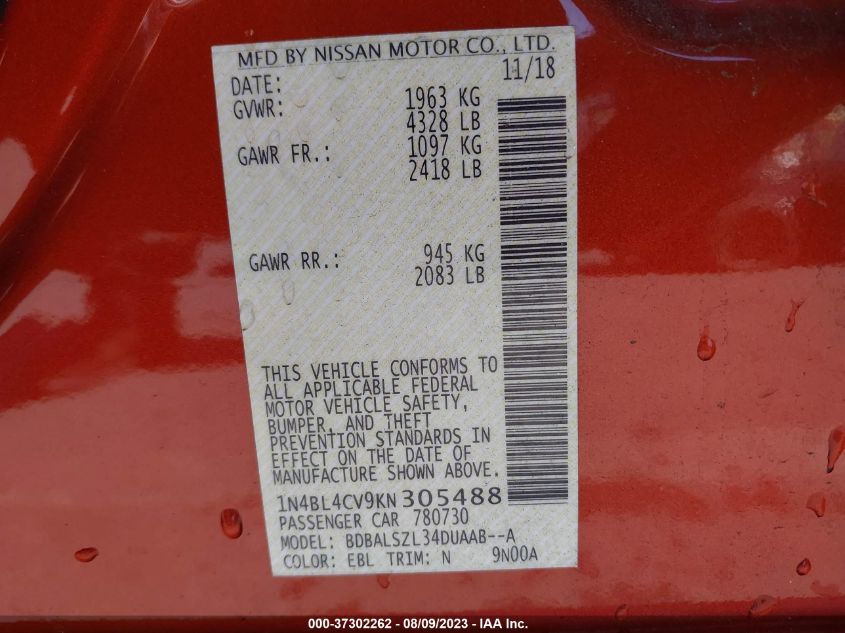 MFD BY NISSAN MOTOR CO., LTD.
DATE: 11/18
GVWR: 1963 KG
4328 LB
GAWR FR.: 1097 KG
2418 LB
GAWR RR.: 945 KG
2083 LB
THIS VEHICLE CONFORMS TO
ALL APPLICABLE FEDERAL
MOTOR VEHICLE SAFETY,
BUMPER, AND THEFT
PREVENTION STANDARDS IN
EFFECT ON THE DATE OF
MANUFACTURE SHOWN ABOVE.
1N4BL4CV9KN305488
PASSENGER CAR 780730
MODEL: BDBALSZL34DUAAB--A
COLOR: EBL TRIM: N 9N00A
000-37302262 - 08/09/2023 - IAA Inc.